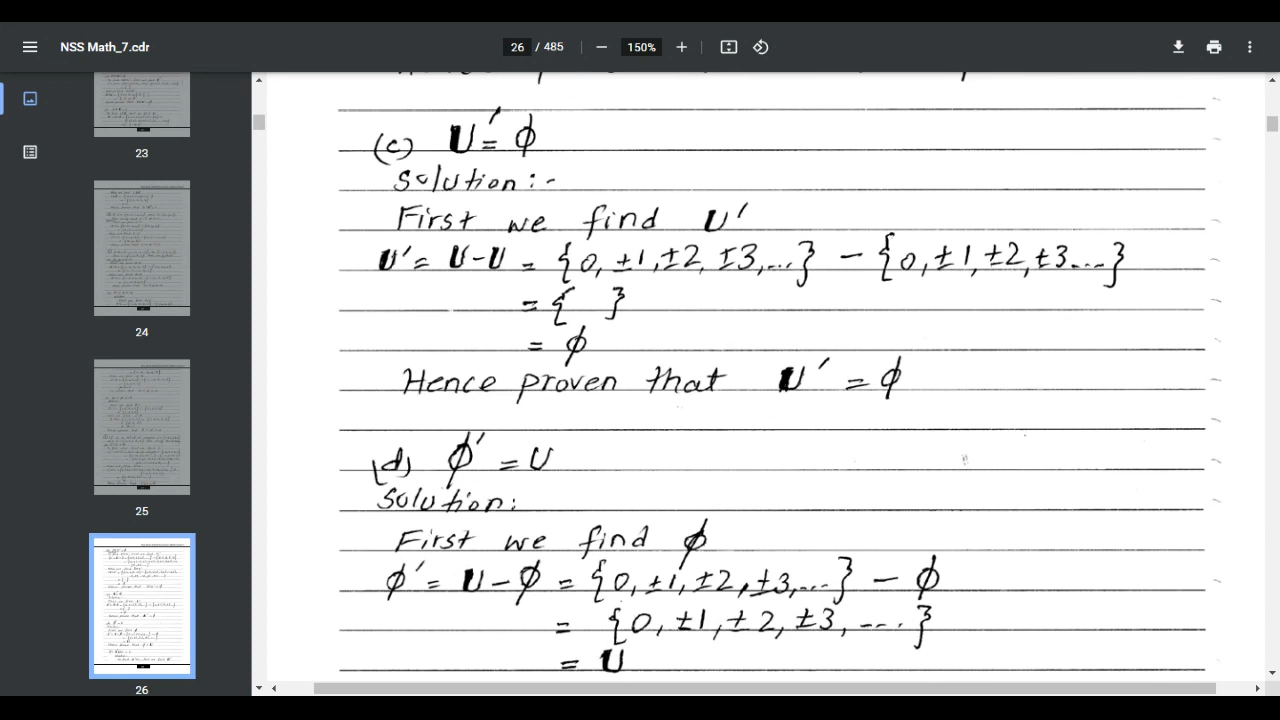 NSS Math_7.cdr
26 / 485
150%
23
24
25
26
(c) U′ = ϕ
Solution :-
First we find U′
U′ = U-U = {0, ±1, ±2, ±3, ...} - {0, ±1, ±2, ±3....}
= { }
= ϕ
Hence proven that U′ = ϕ
(d) ϕ′ = U
Solution:
First we find ϕ
ϕ′ = U - ϕ = {0, ±1, ±2, ±3, ...} - ϕ
= {0, ±1, ±2, ±3, ....}
= U